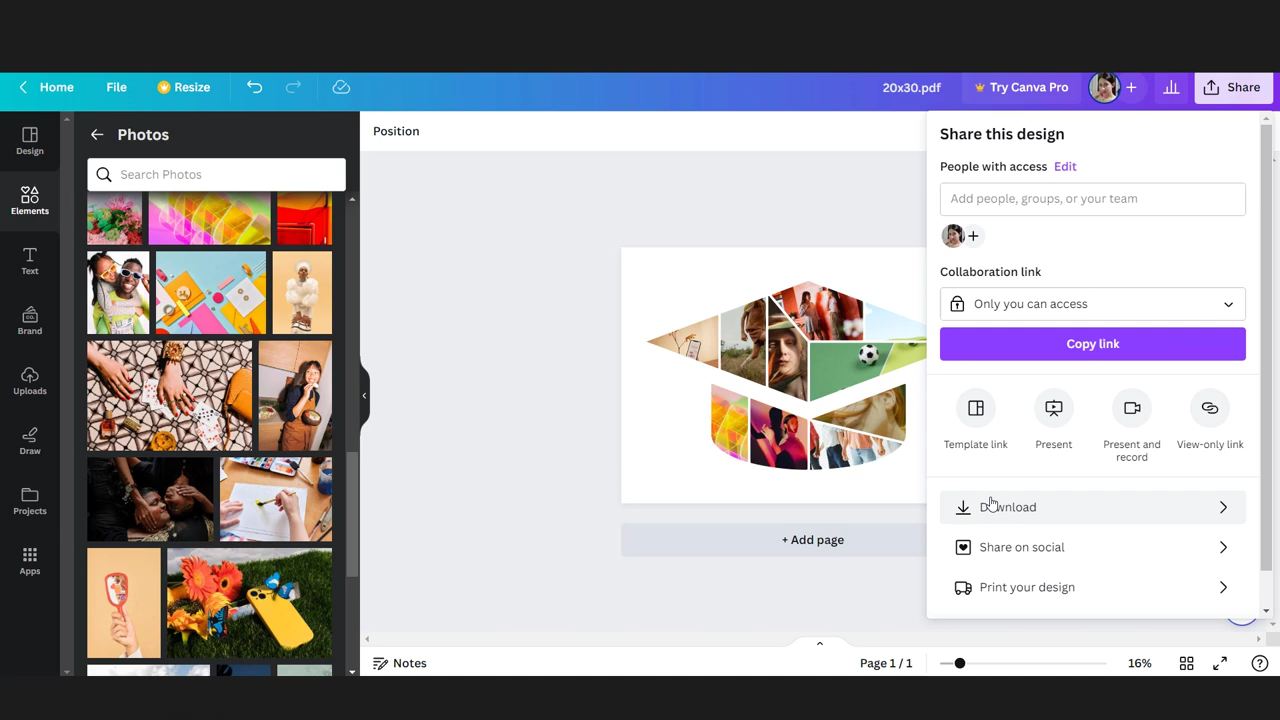 Home
File
Resize
20x30.pdf
Try Canva Pro
+
Share
Design
Elements
Text
Brand
Uploads
Draw
Projects
Apps
Photos
Search Photos
Position
+ Add page
Notes
Page 1 / 1
16%
Share this design
People with access Edit
Add people, groups, or your team
+
Collaboration link
Only you can access
Copy link
Template link
Present
Present and
record
View-only link
Download
Share on social
Print your design